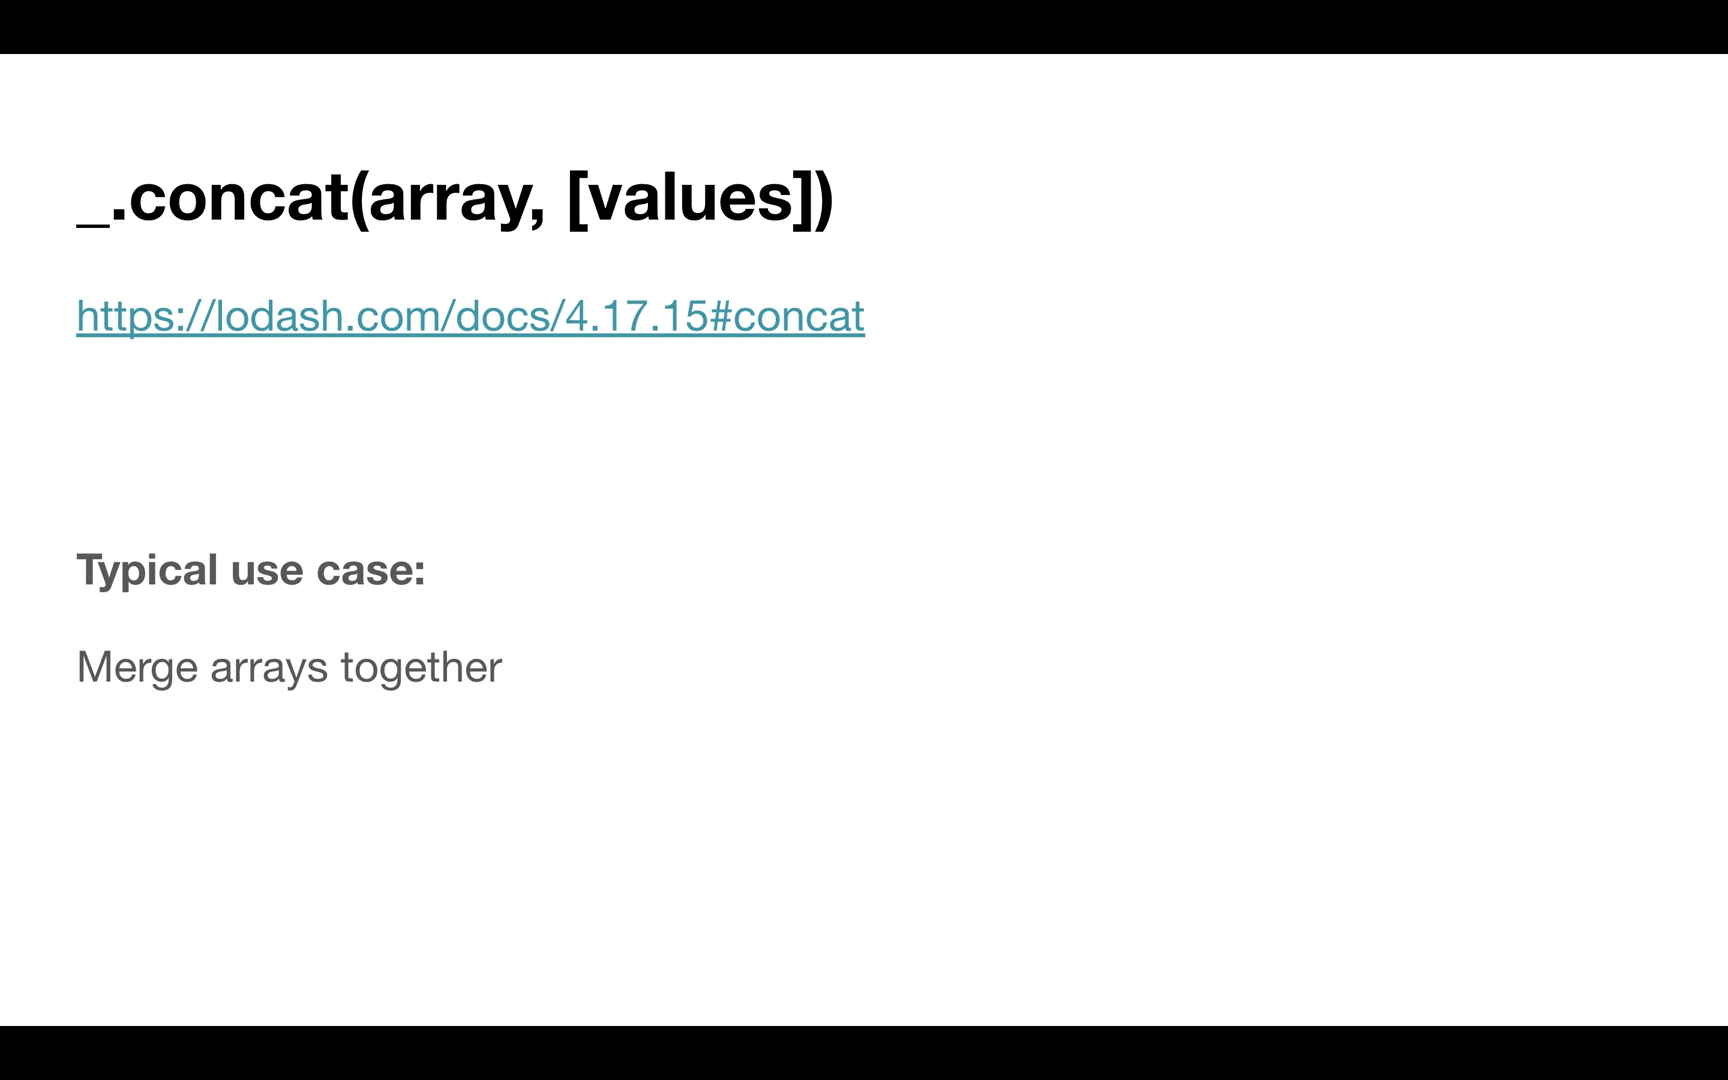 _.concat(array, [values])
https://lodash.com/docs/4.17.15#concat
Typical use case:
Merge arrays together